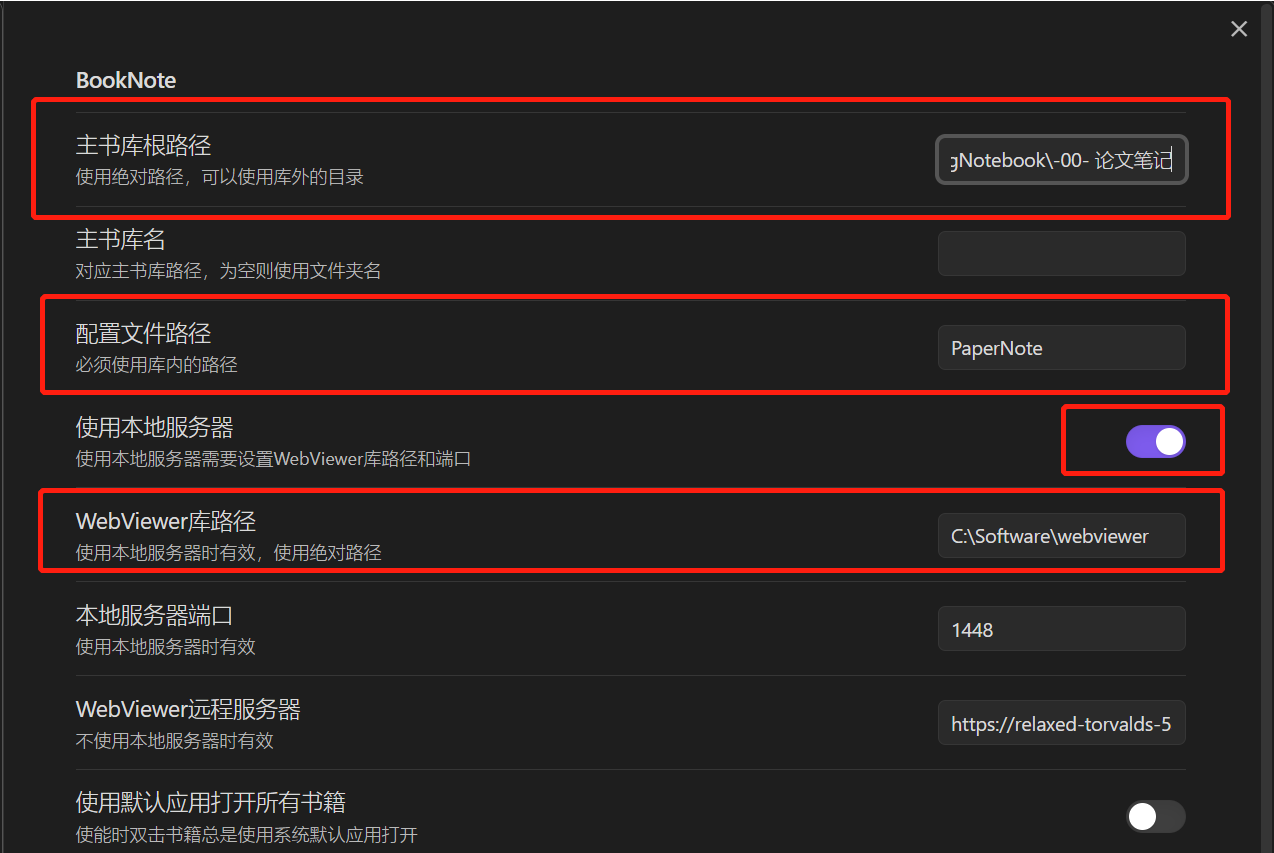 BookNote
主书库根路径
使用绝对路径，可以使用库外的目录
gNotebook\-00- 论文笔记
主书库名
对应主书库路径，为空则使用文件夹名
配置文件路径
必须使用库内的路径
PaperNote
使用本地服务器
使用本地服务器需要设置WebViewer库路径和端口
WebViewer库路径
使用本地服务器时有效，使用绝对路径
C:\Software\webviewer
本地服务器端口
使用本地服务器时有效
1448
WebViewer远程服务器
不使用本地服务器时有效
https://relaxed-torvalds-5
使用默认应用打开所有书籍
使能时双击书籍总是使用系统默认应用打开